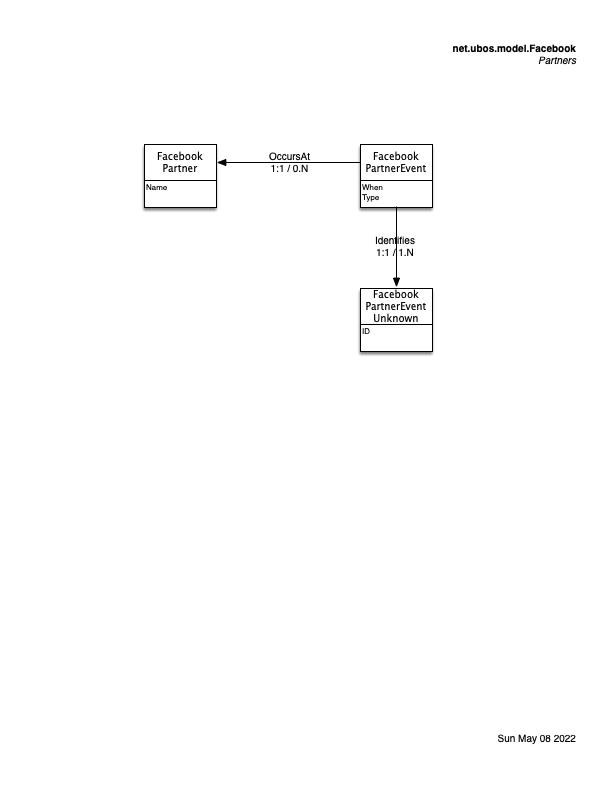 net.ubos.model.Facebook
Partners
Facebook
Partner
Name
OccursAt
1:1 / 0.N
Facebook
PartnerEvent
When
Type
Identifies
1:1 / 1.N
Facebook
PartnerEvent
Unknown
ID
Sun May 08 2022